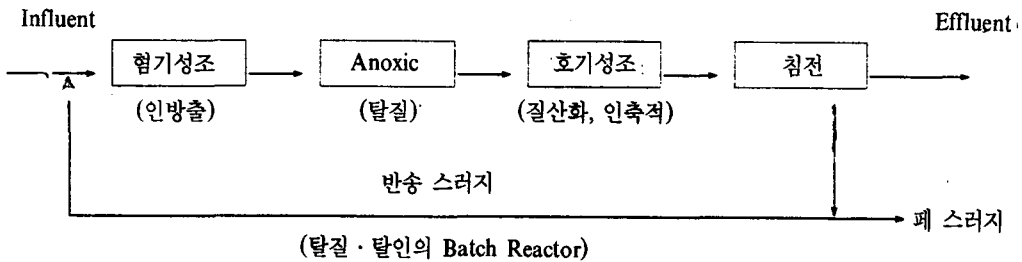 Influent
Effluent
혐기성조
Anoxic
호기성조
침전
(인방출)
(탈질)
(질산화, 인축적)
반송 스러지
폐 스러지
(탈질·탈인의 Batch Reactor)